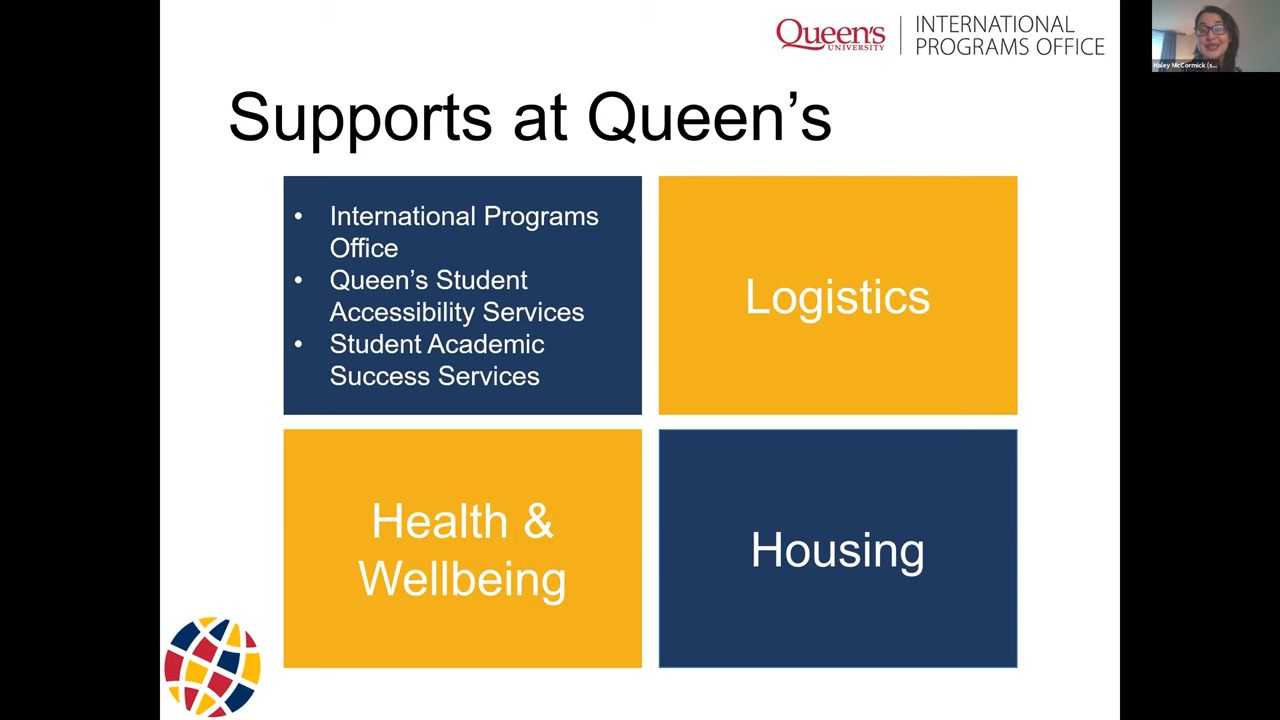 Queen's
UNIVERSITY
INTERNATIONAL
PROGRAMS OFFICE
Haley McCormick (s...
Supports at Queen’s
• International Programs
Office
• Queen’s Student
Accessibility Services
• Student Academic
Success Services
Logistics
Health &
Wellbeing
Housing